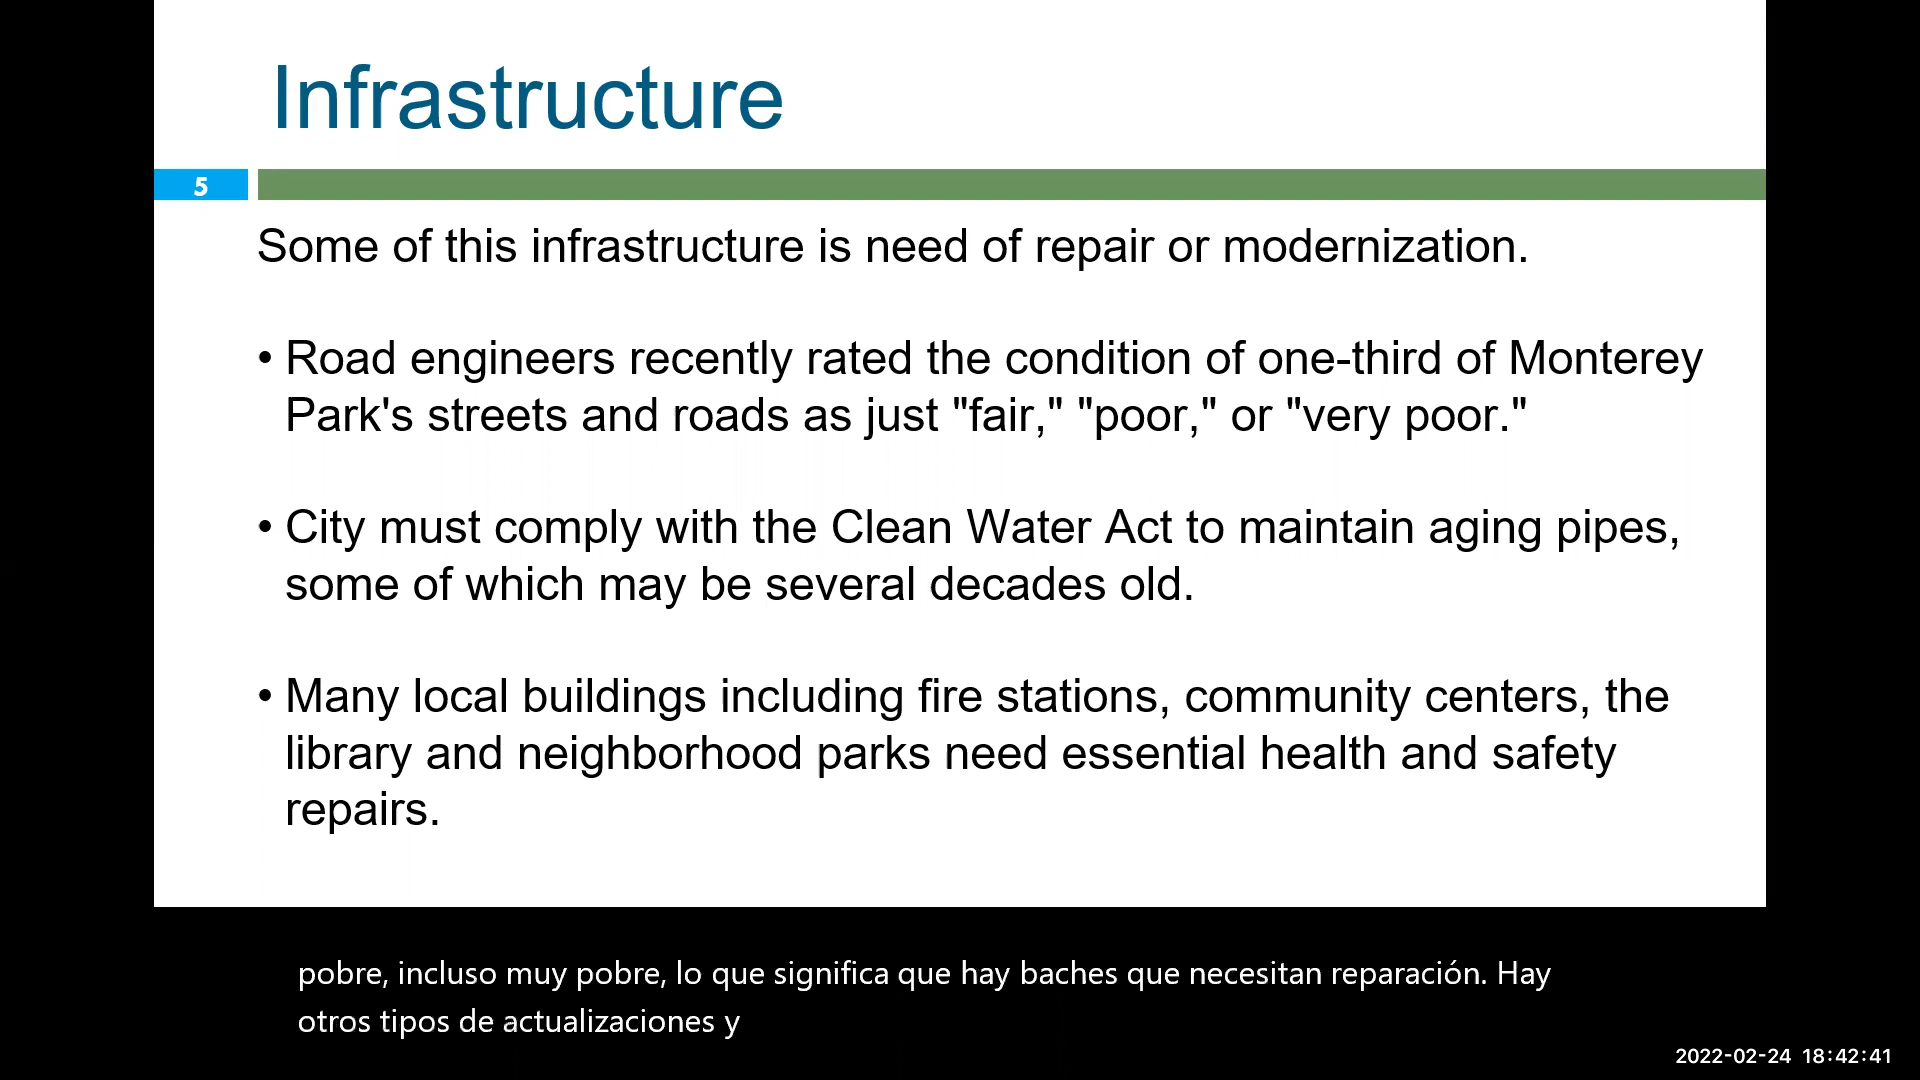 Infrastructure
5
Some of this infrastructure is need of repair or modernization.
• Road engineers recently rated the condition of one-third of Monterey
Park's streets and roads as just "fair," "poor," or "very poor."
• City must comply with the Clean Water Act to maintain aging pipes,
some of which may be several decades old.
• Many local buildings including fire stations, community centers, the
library and neighborhood parks need essential health and safety
repairs.
pobre, incluso muy pobre, lo que significa que hay baches que necesitan reparación. Hay
otros tipos de actualizaciones y
2022-02-24 18:42:41